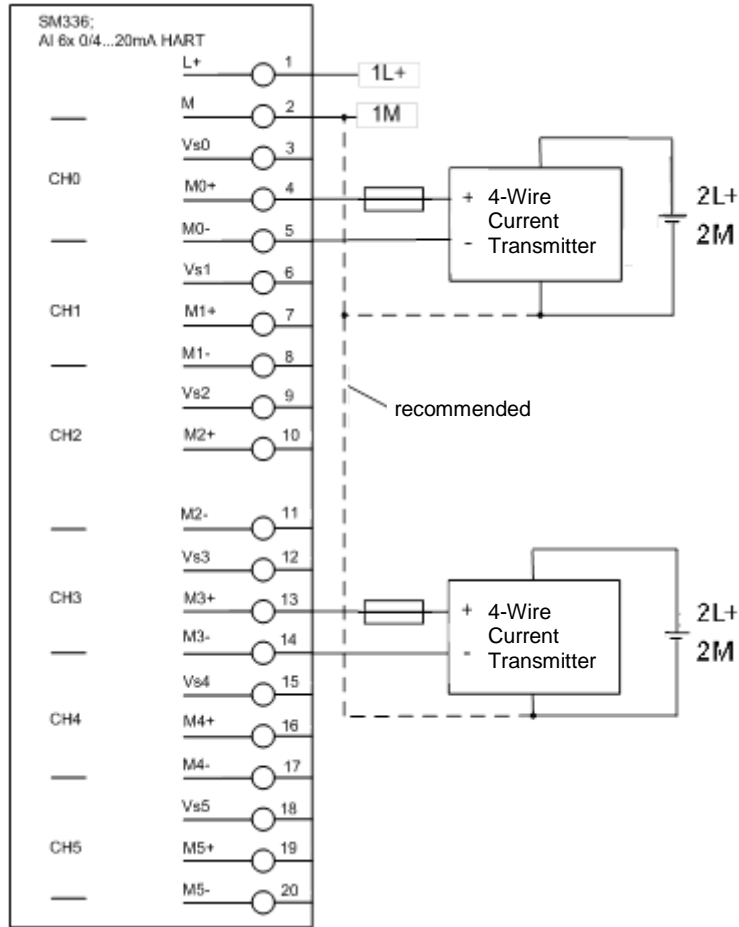 SM336;
AI 6x 0/4...20mA HART
L+ 1 1L+
M 2 1M
Vs0 3
CH0
M0+ 4
M0- 5
+ 4-Wire
Current
- Transmitter
2L+
2M
Vs1 6
CH1
M1+ 7
M1- 8
Vs2 9
recommended
CH2
M2+ 10
M2- 11
Vs3 12
CH3
M3+ 13
M3- 14
+ 4-Wire
Current
- Transmitter
2L+
2M
Vs4 15
CH4
M4+ 16
M4- 17
Vs5 18
CH5
M5+ 19
M5- 20